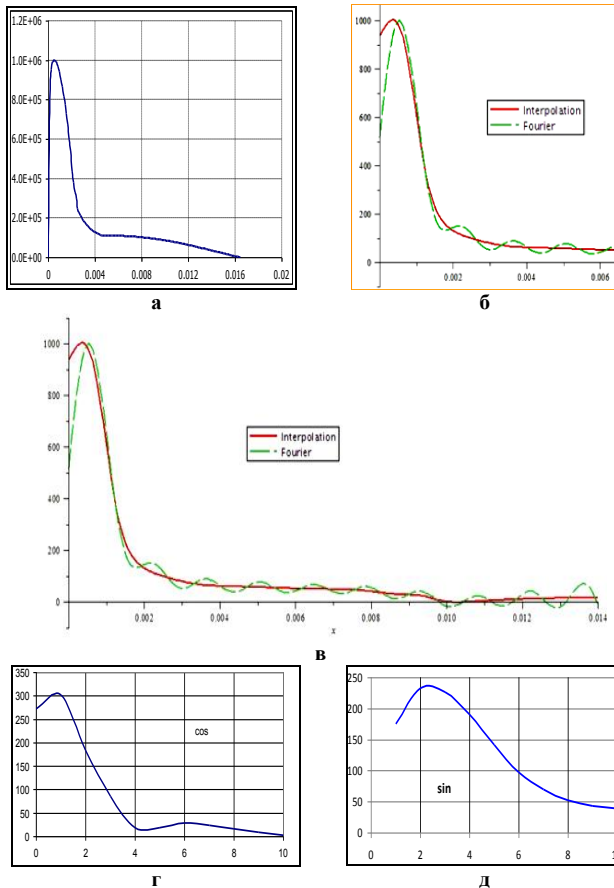 1.2E+06
1.0E+06
8.0E+05
6.0E+05
4.0E+05
2.0E+05
0.0E+00
0 0.004 0.008 0.012 0.016 0.02
а
1000
800
600
400
200
0
Interpolation
Fourier
0.002 0.004 0.006
б
1000
800
600
400
200
0
Interpolation
Fourier
0.002 0.004 0.006 0.008 0.010 0.012 0.014
x
в
350
300
250
200
150
100
50
0
cos
0 2 4 6 8 10
г
250
200
150
100
50
0
sin
0 2 4 6 8
д